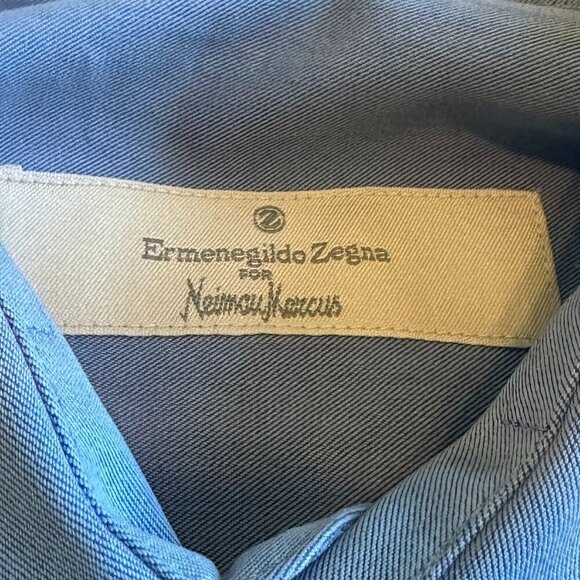 Z
Ermenegildo Zegna
FOR
Neiman Marcus